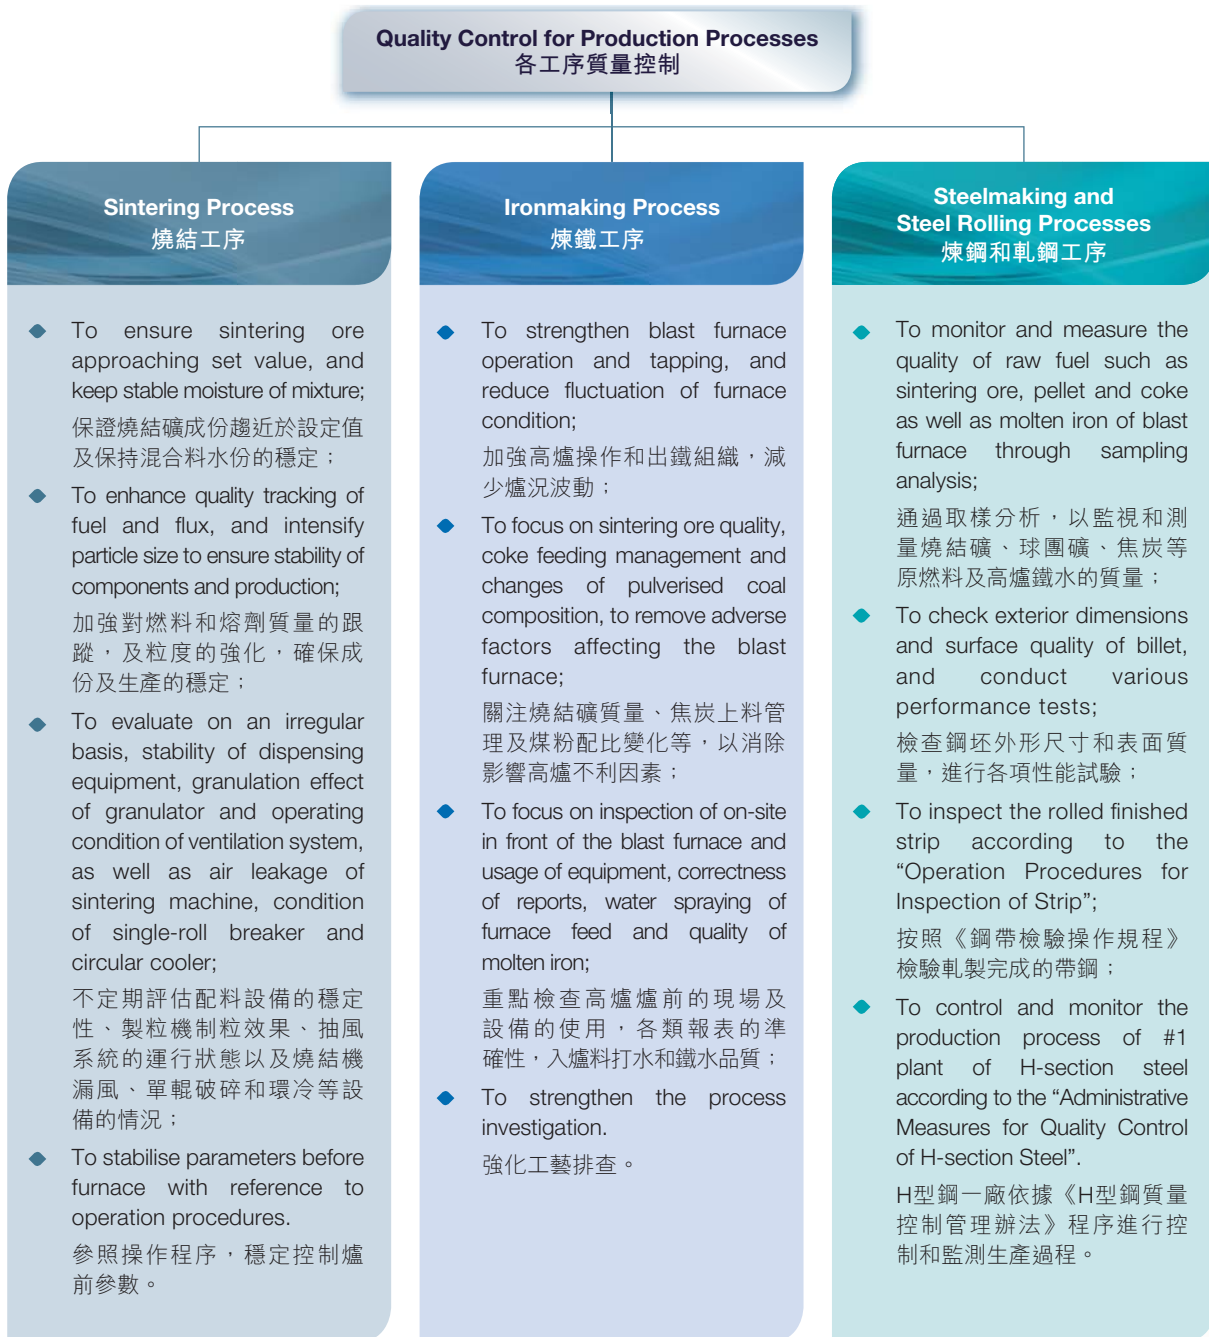 Quality Control for Production Processes
各工序質量控制
Sintering Process
燒結工序
To ensure sintering ore
approaching set value, and
keep stable moisture of mixture;
保證燒結礦成份趨近於設定值
及保持混合料水份的穩定；
To enhance quality tracking of
fuel and flux, and intensify
particle size to ensure stability of
components and production;
加強對燃料和熔劑質量的跟
蹤，及粒度的強化，確保成
份及生產的穩定；
To evaluate on an irregular
basis, stability of dispensing
equipment, granulation effect
of granulator and operating
condition of ventilation system,
as well as air leakage of
sintering machine, condition
of single-roll breaker and
circular cooler;
不定期評估配料設備的穩定
性、製粒機制粒效果、抽風
系統的運行狀態以及燒結機
漏風、單輥破碎和環冷等設
備的情況；
To stabilise parameters before
furnace with reference to
operation procedures.
參照操作程序，穩定控制爐
前參數。
Ironmaking Process
煉鐵工序
To strengthen blast furnace
operation and tapping, and
reduce fluctuation of furnace
condition;
加強高爐操作和出鐵組織，減
少爐況波動；
To focus on sintering ore quality,
coke feeding management and
changes of pulverised coal
composition, to remove adverse
factors affecting the blast
furnace;
關注燒結礦質量、焦炭上料管
理及煤粉配比變化等，以消除
影響高爐不利因素；
To focus on inspection of on-site
in front of the blast furnace and
usage of equipment, correctness
of reports, water spraying of
furnace feed and quality of
molten iron;
重點檢查高爐爐前的現場及
設備的使用，各類報表的準
確性，入爐料打水和鐵水品質；
To strengthen the process
investigation.
強化工藝排查。
Steelmaking and
Steel Rolling Processes
煉鋼和軋鋼工序
To monitor and measure the
quality of raw fuel such as
sintering ore, pellet and coke
as well as molten iron of blast
furnace through sampling
analysis;
通過取樣分析，以監視和測
量燒結礦、球團礦、焦炭等
原燃料及高爐鐵水的質量；
To check exterior dimensions
and surface quality of billet,
and conduct various
performance tests;
檢查鋼坯外形尺寸和表面質
量，進行各項性能試驗；
To inspect the rolled finished
strip according to the
“Operation Procedures for
Inspection of Strip”;
按照《鋼帶檢驗操作規程》
檢驗軋製完成的帶鋼；
To control and monitor the
production process of #1
plant of H-section steel
according to the “Administrative
Measures for Quality Control
of H-section Steel”.
H型鋼一廠依據《H型鋼質量
控制管理辦法》程序進行控
制和監測生產過程。